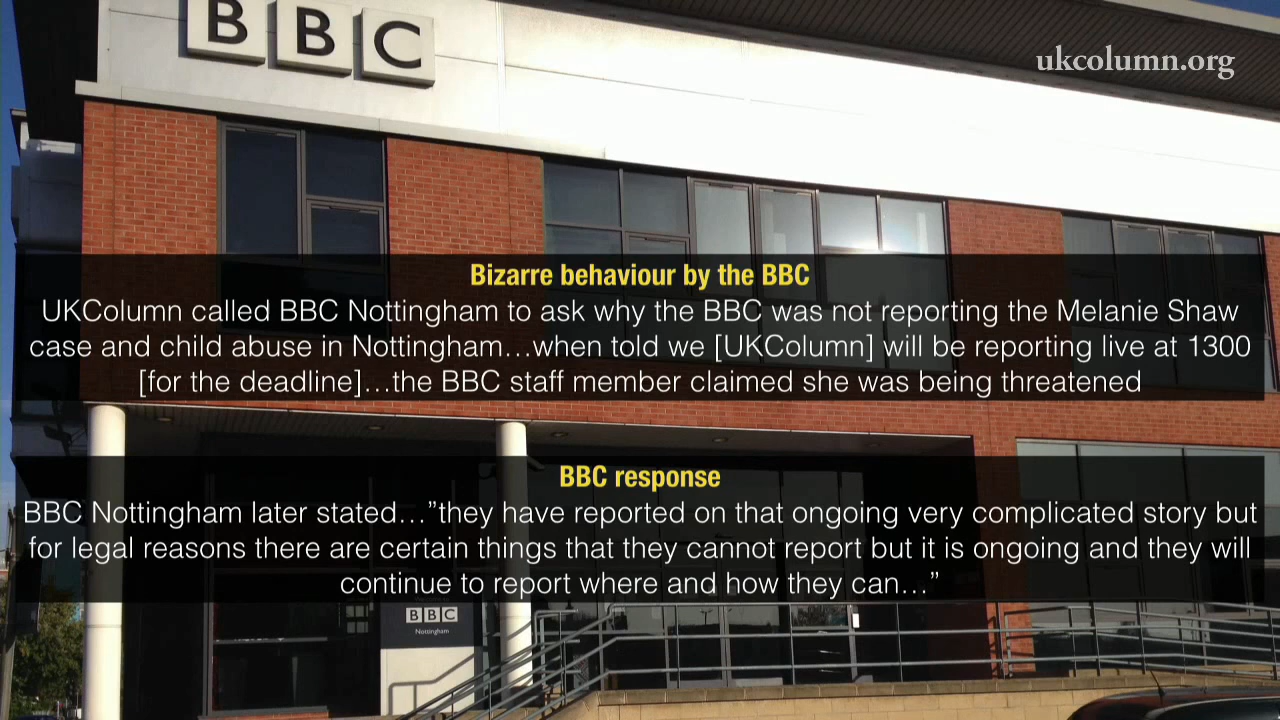 BBC
ukcolumn.org
Bizarre behaviour by the BBC
UKColumn called BBC Nottingham to ask why the BBC was not reporting the Melanie Shaw
case and child abuse in Nottingham…when told we [UKColumn] will be reporting live at 1300
[for the deadline]…the BBC staff member claimed she was being threatened
BBC response
BBC Nottingham later stated…”they have reported on that ongoing very complicated story but
for legal reasons there are certain things that they cannot report but it is ongoing and they will
continue to report where and how they can…”
BBC
Nottingham